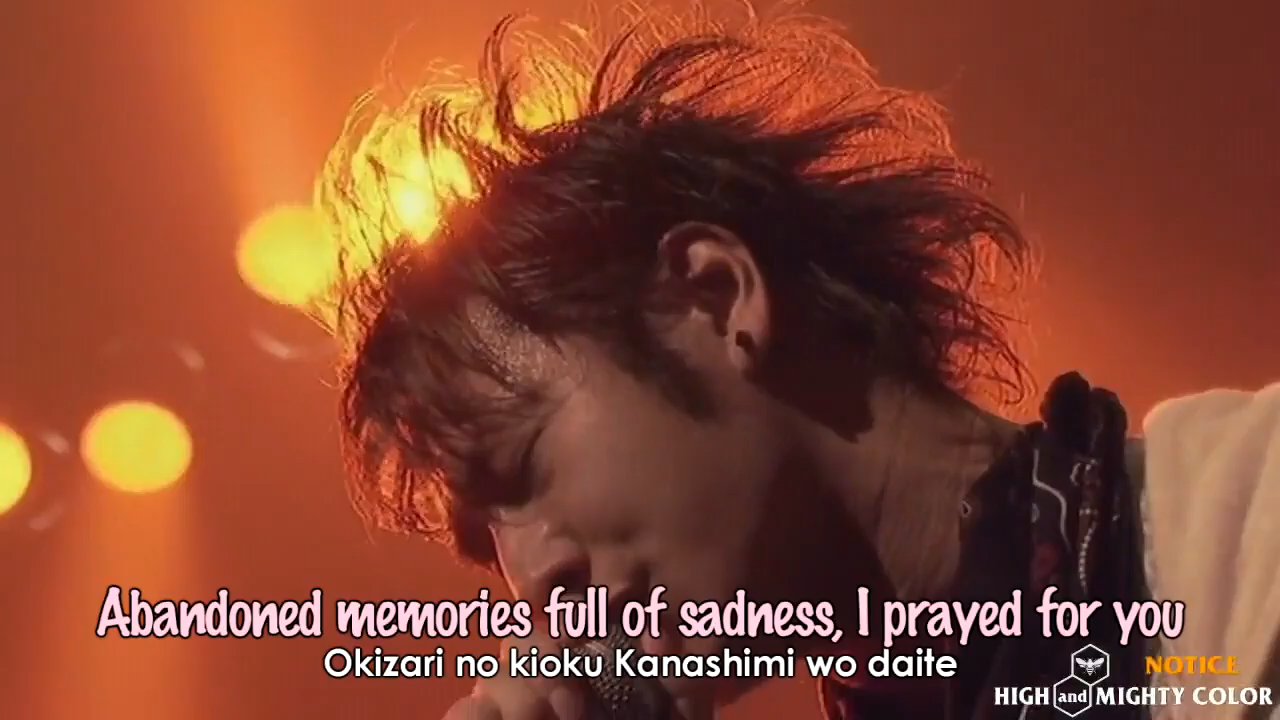 Abandoned memories full of sadness, I prayed for you
Okizari no kioku Kanashimi wo daite
NOTICE
HIGH and MIGHTY COLOR